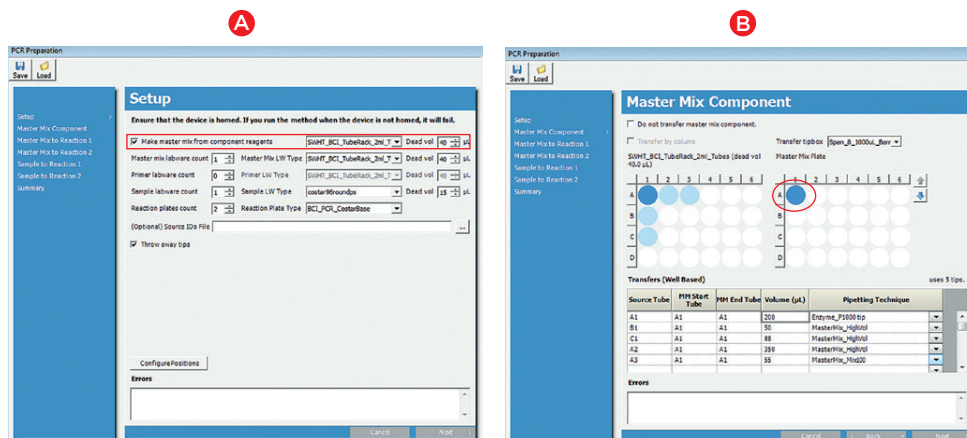 A
PCR Preparation
Save Load
Setup
Master Mix Component
Master Mix to Reaction 1
Master Mix to Reaction 2
Sample to Reaction 1
Sample to Reaction 2
Summary
Setup
Ensure that the device is homed. If you run the method when the device is not homed, it will fail.
Make master mix from component reagents SWHT_BCI_TubeRack_2ml_T Dead vol 40 µL
Master mix labware count 1 Master Mix LW Type SWHT_BCI_TubeRack_2ml_T Dead vol 40 µL
Primer labware count 0 Primer LW Type SWHT_BCI_TubeRack_2ml_T Dead vol 40 µL
Sample labware count 1 Sample LW Type costar96roundps Dead vol 15 µL
Reaction plates count 2 Reaction Plate Type BCI_PCR_CostarBase
(Optional) Source IDs File ...
Throw away tips
Configure Positions
Errors
Cancel Next
B
PCR Preparation
Save Load
Setup
Master Mix Component
Master Mix to Reaction 1
Master Mix to Reaction 2
Sample to Reaction 1
Sample to Reaction 2
Summary
Master Mix Component
Do not transfer master mix component.
Transfer by column Transfer tipbox Span_8_1000uL_Barr
SWHT_BCI_TubeRack_2ml_Tubes (dead vol
40.0 µL)
Master Mix Plate
1 2 3 4 5 6
A
B
C
D
1 2 3 4 5 6
A
B
C
D
Transfers (Well Based) uses 5 tips.
Source Tube MM Start Tube MM End Tube Volume (µL) Pipetting Technique
A1 A1 A1 200 Enzyme_P1000tip
B1 A1 A1 50 MasterMix_HighVol
C1 A1 A1 88 MasterMix_HighVol
A2 A1 A1 350 MasterMix_HighVol
A3 A1 A1 55 MasterMix_Mix100
Errors
Cancel Back Next